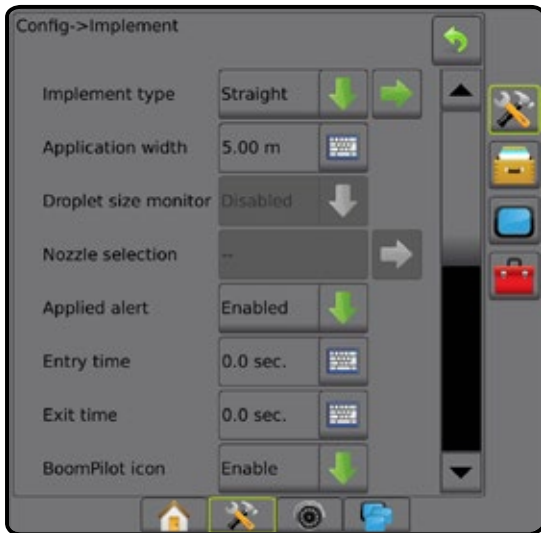 Config->Implement
Implement type Straight
Application width 5.00 m
Droplet size monitor Disabled
Nozzle selection --
Applied alert Enabled
Entry time 0.0 sec.
Exit time 0.0 sec.
BoomPilot icon Enable